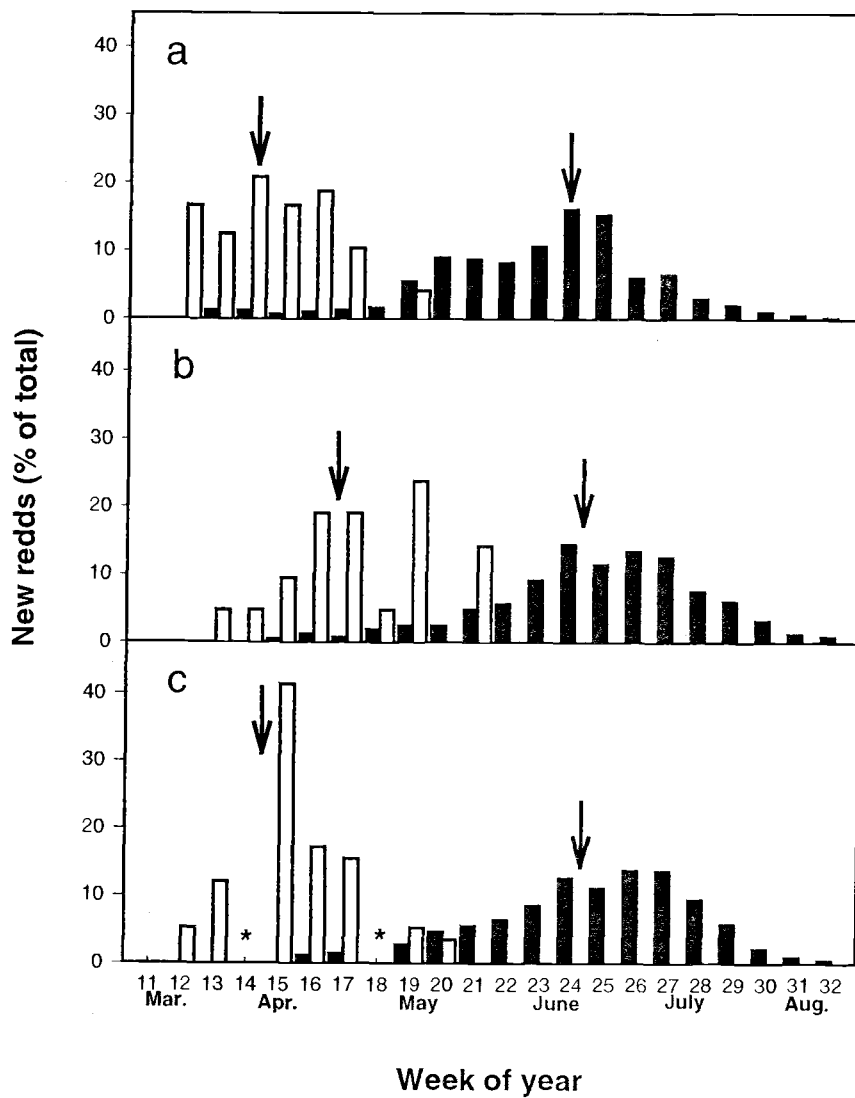 New redds (% of total)
a
40
30
20
10
0
b
40
30
20
10
0
c
40
30
20
10
0
* *
11 12 13 14 15 16 17 18 19 20 21 22 23 24 25 26 27 28 29 30 31 32
Mar. Apr. May June July Aug.
Week of year